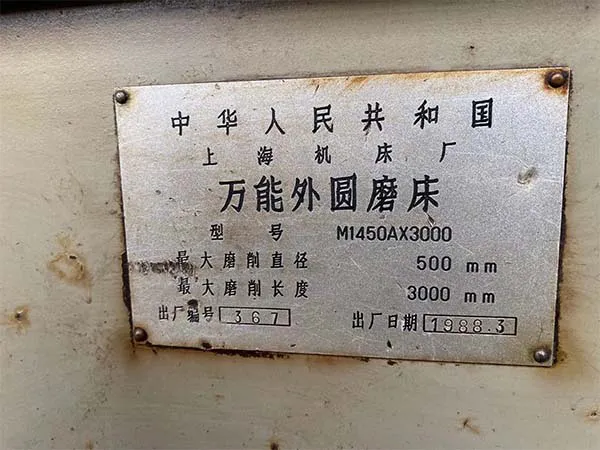 中华人民共和国
上海机床厂
万能外圆磨床
型号 M1450AX3000
最大磨削直径 500 mm
最大磨削长度 3000 mm
出厂编号 367 出厂日期 1988.3